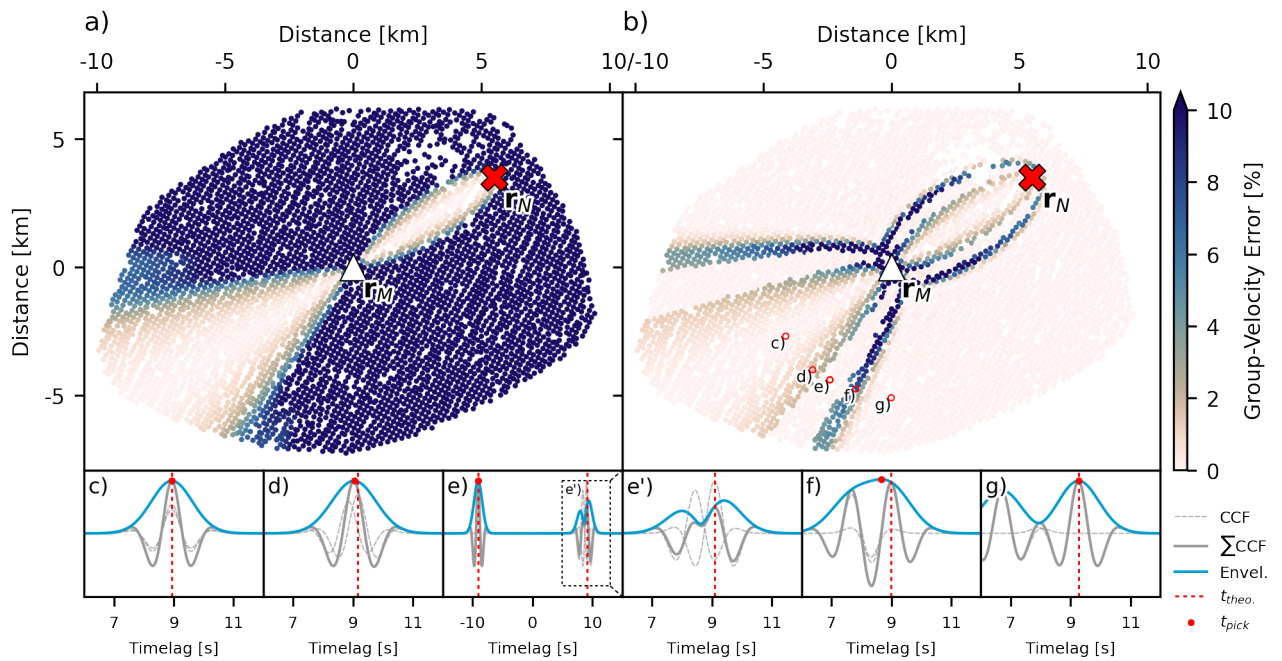 a)
b)
Distance [km]
Distance [km]
-10
-5
0
5
10/-10
-5
0
5
10
5
0
-5
Distance [km]
r_N
r_M
r_N
r_M
c)
d)
e)
f)
g)
10
8
6
4
2
0
Group-Velocity Error [%]
c)
d)
e)
e')
e')
f)
g)
7
9
11
7
9
11
-10
0
10
7
9
11
7
9
11
7
9
11
Timelag [s]
Timelag [s]
Timelag [s]
Timelag [s]
Timelag [s]
Timelag [s]
CCF
∑CCF
Envel.
t_theo.
t_pick